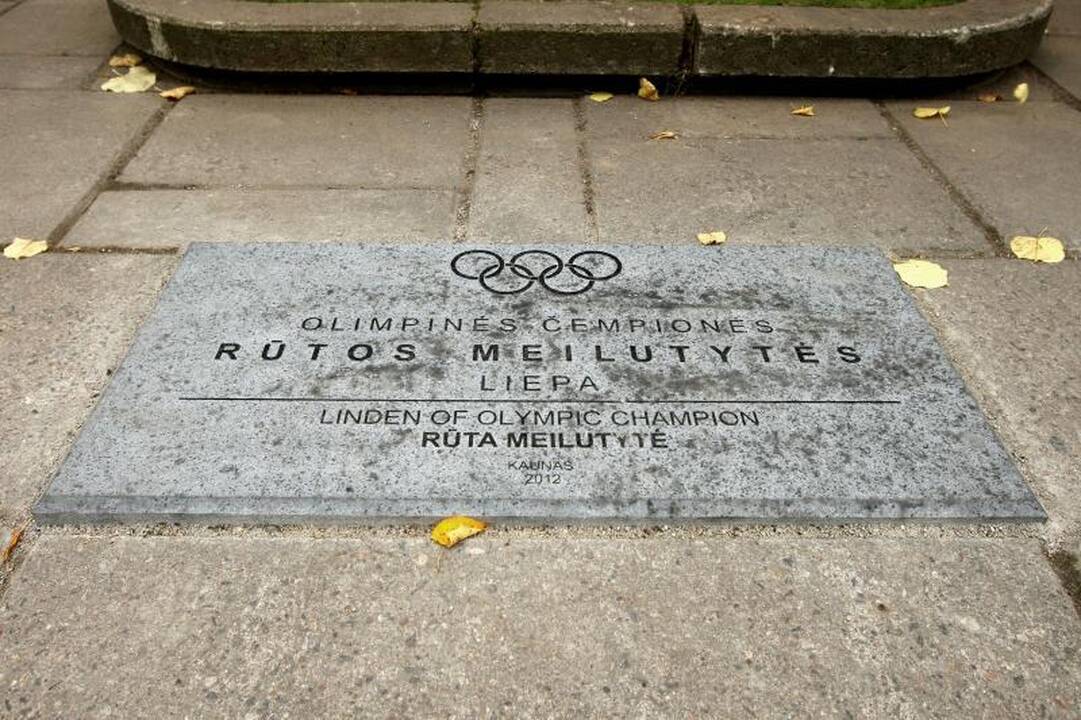 OLIMPINĖS ČEMPIONĖS
RŪTOS MEILUTYTĖS
LIEPA
LINDEN OF OLYMPIC CHAMPION
RŪTA MEILUTYTĖ
KAUNAS
2012